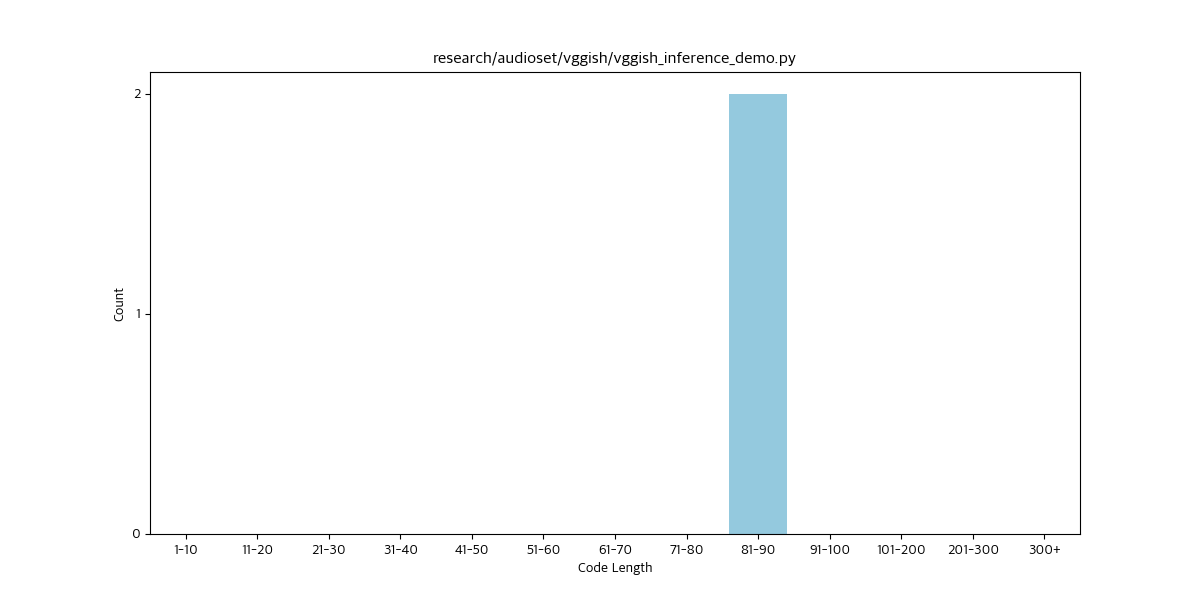 research/audioset/vggish/vggish_inference_demo.py
Count
2
1
0
1-10 11-20 21-30 31-40 41-50 51-60 61-70 71-80 81-90 91-100 101-200 201-300 300+
Code Length